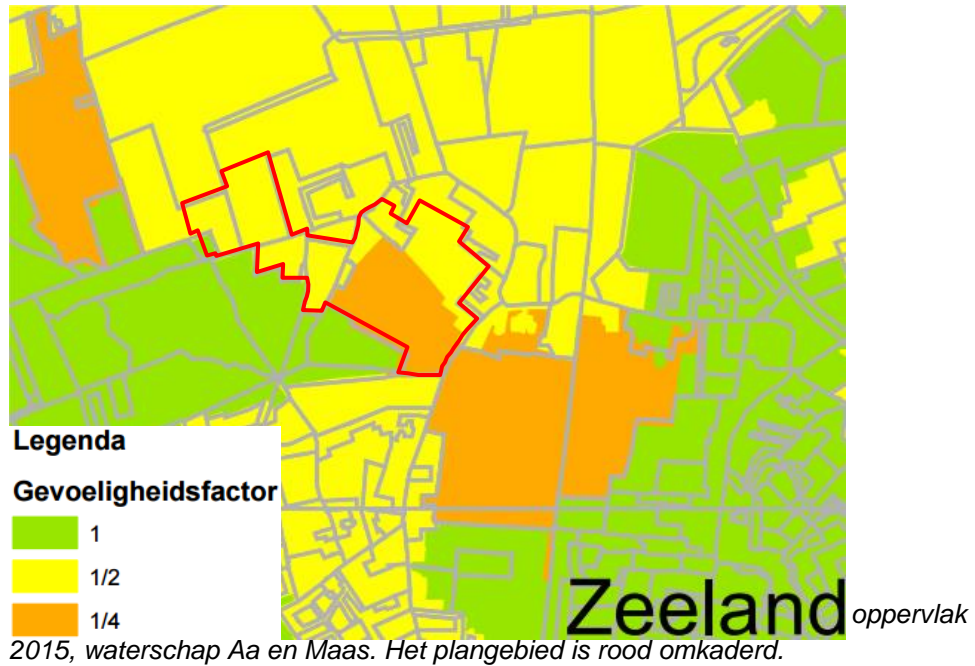 Legenda
Gevoeligheidsfactor
1
1/2
1/4
Zeeland oppervlak
2015, waterschap Aa en Maas. Het plangebied is rood omkaderd.